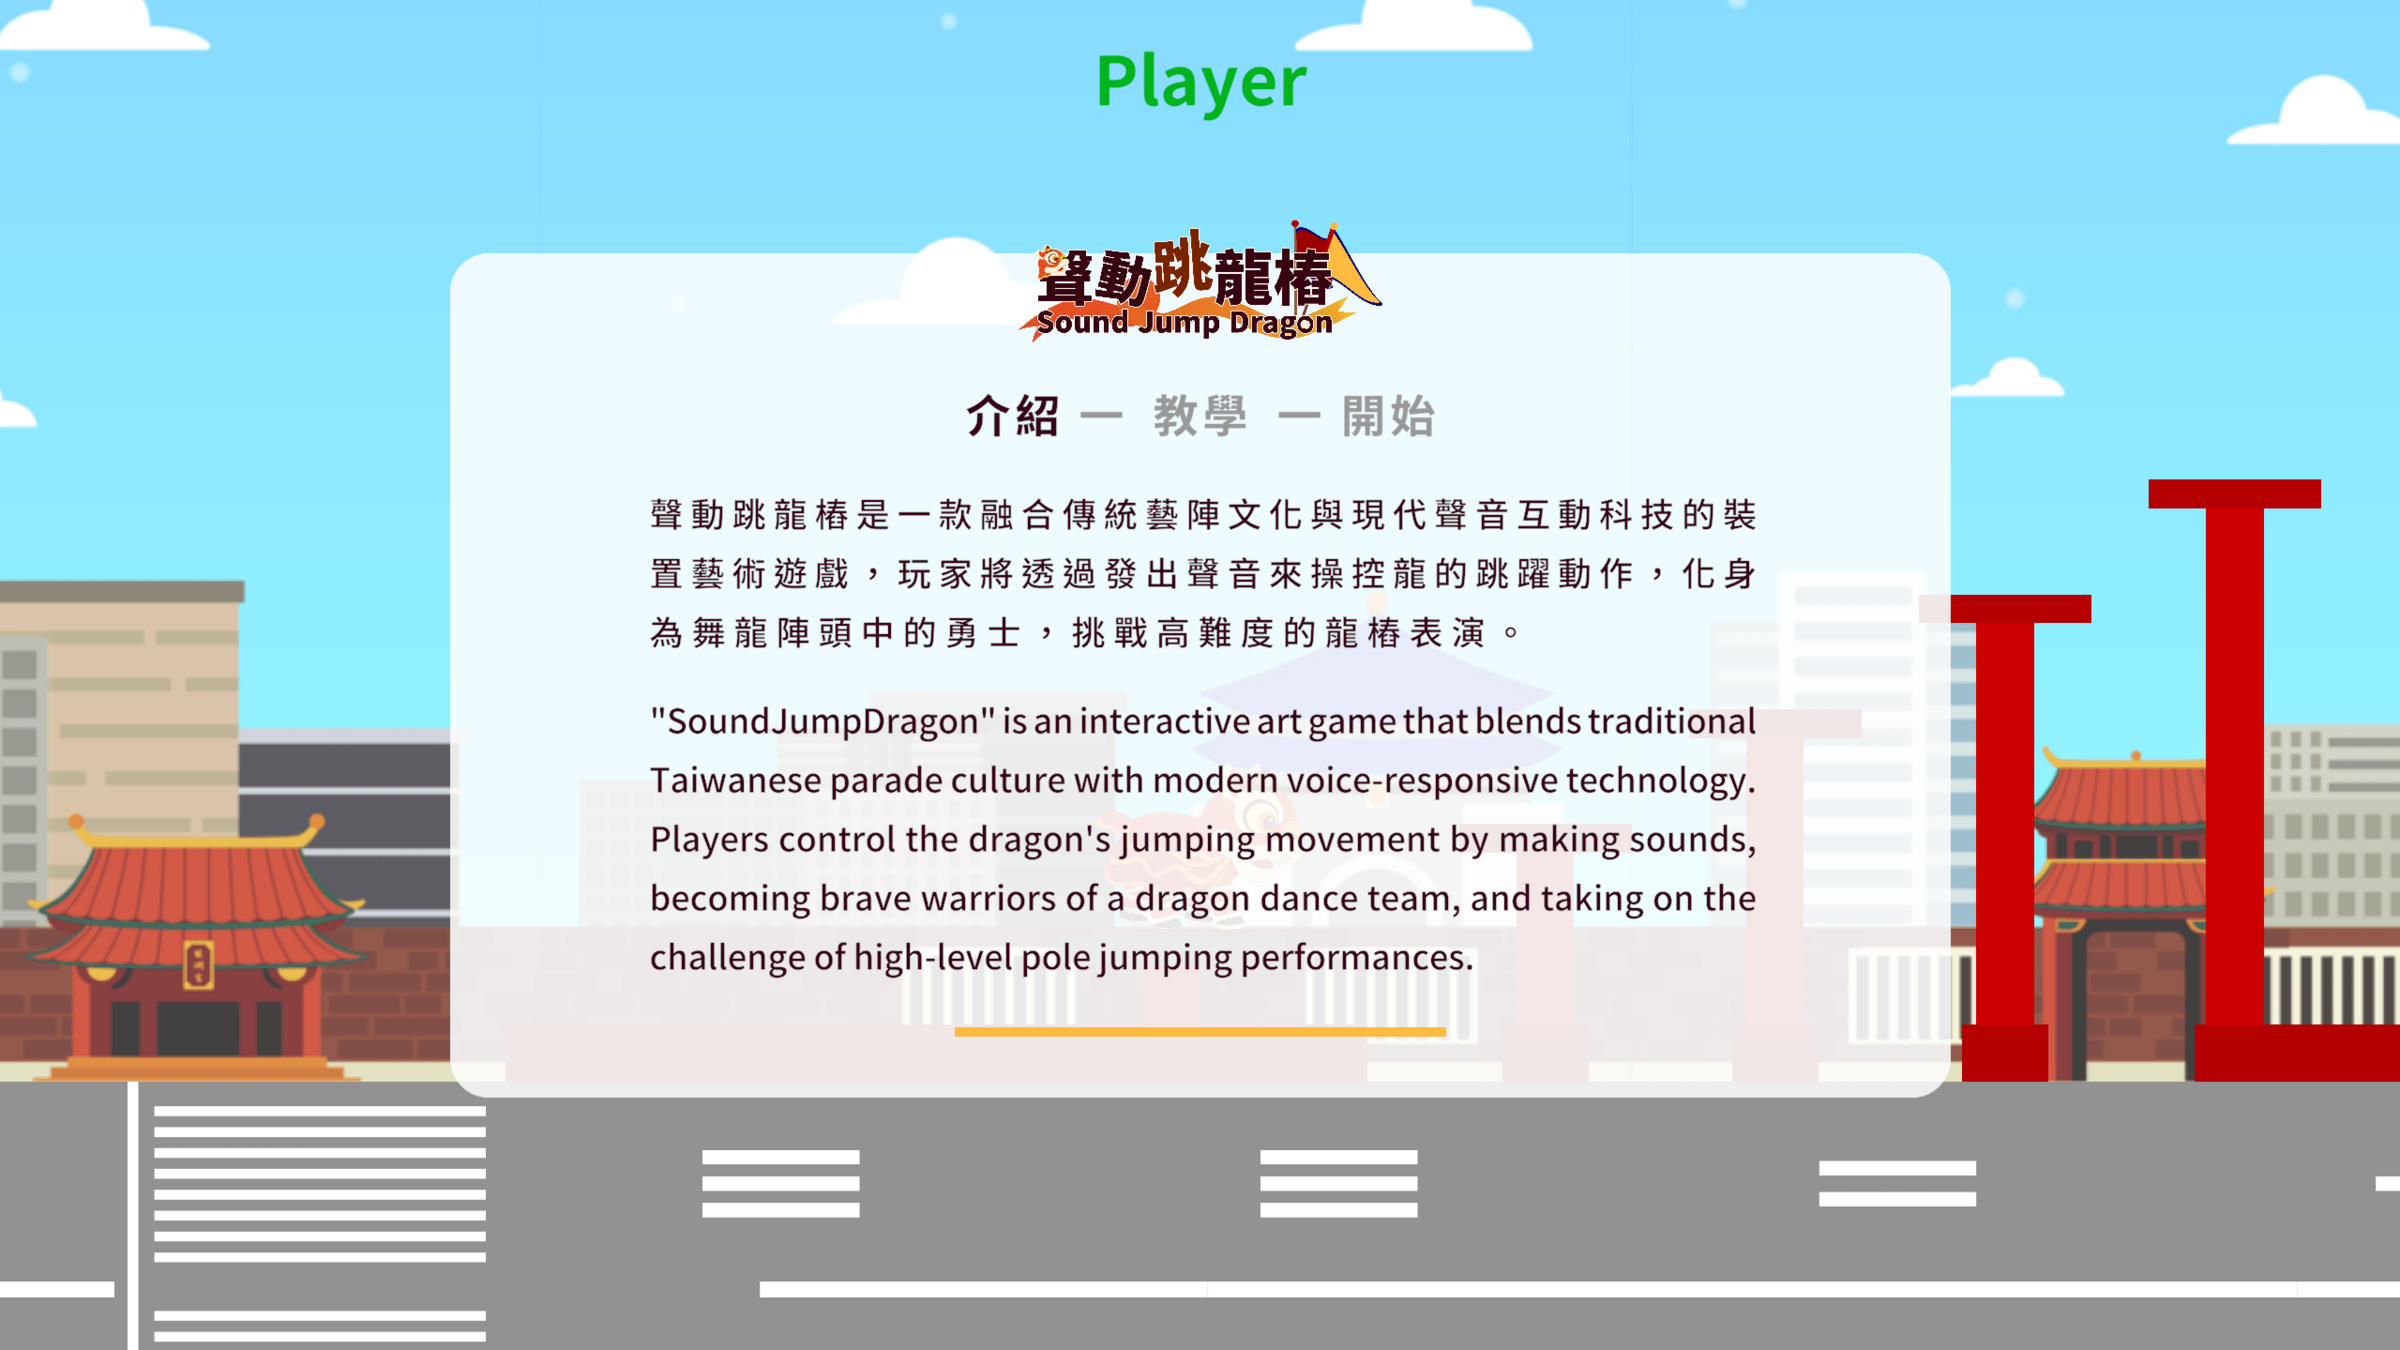 Player
聲動跳龍樁
Sound Jump Dragon
介紹 一 教學 一 開始
聲動跳龍樁是一款融合傳統藝陣文化與現代聲音互動科技的裝
置藝術遊戲，玩家將透過發出聲音來操控龍的跳躍動作，化身
為舞龍陣頭中的勇士，挑戰高難度的龍樁表演。
"SoundJumpDragon" is an interactive art game that blends traditional
Taiwanese parade culture with modern voice-responsive technology.
Players control the dragon's jumping movement by making sounds,
becoming brave warriors of a dragon dance team, and taking on the
challenge of high-level pole jumping performances.